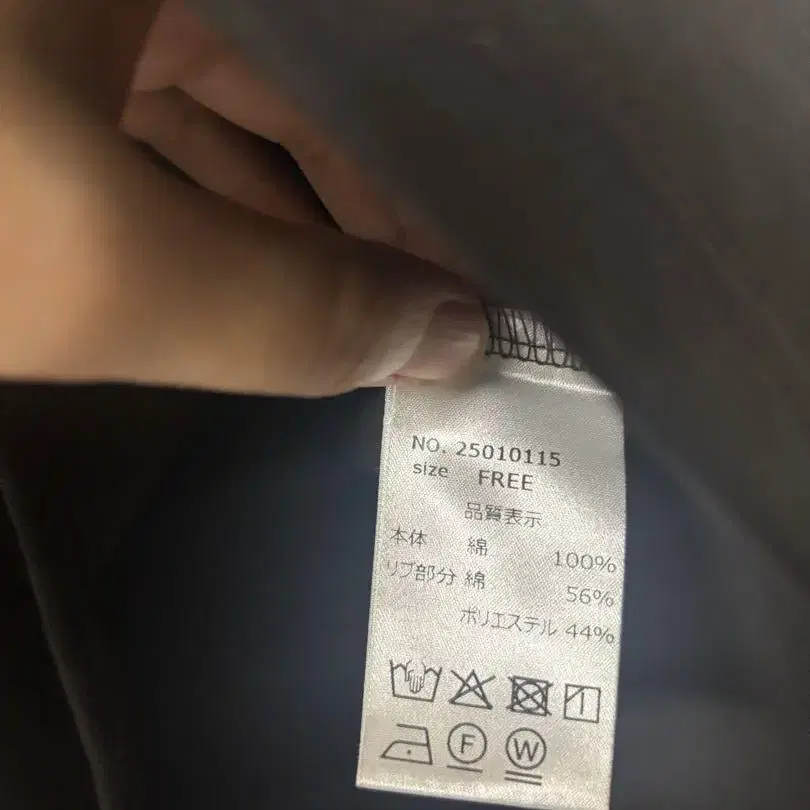 NO. 25010115
size FREE
品質表示
本体 綿 100%
リブ部分 綿 56%
ポリエステル 44%
F W